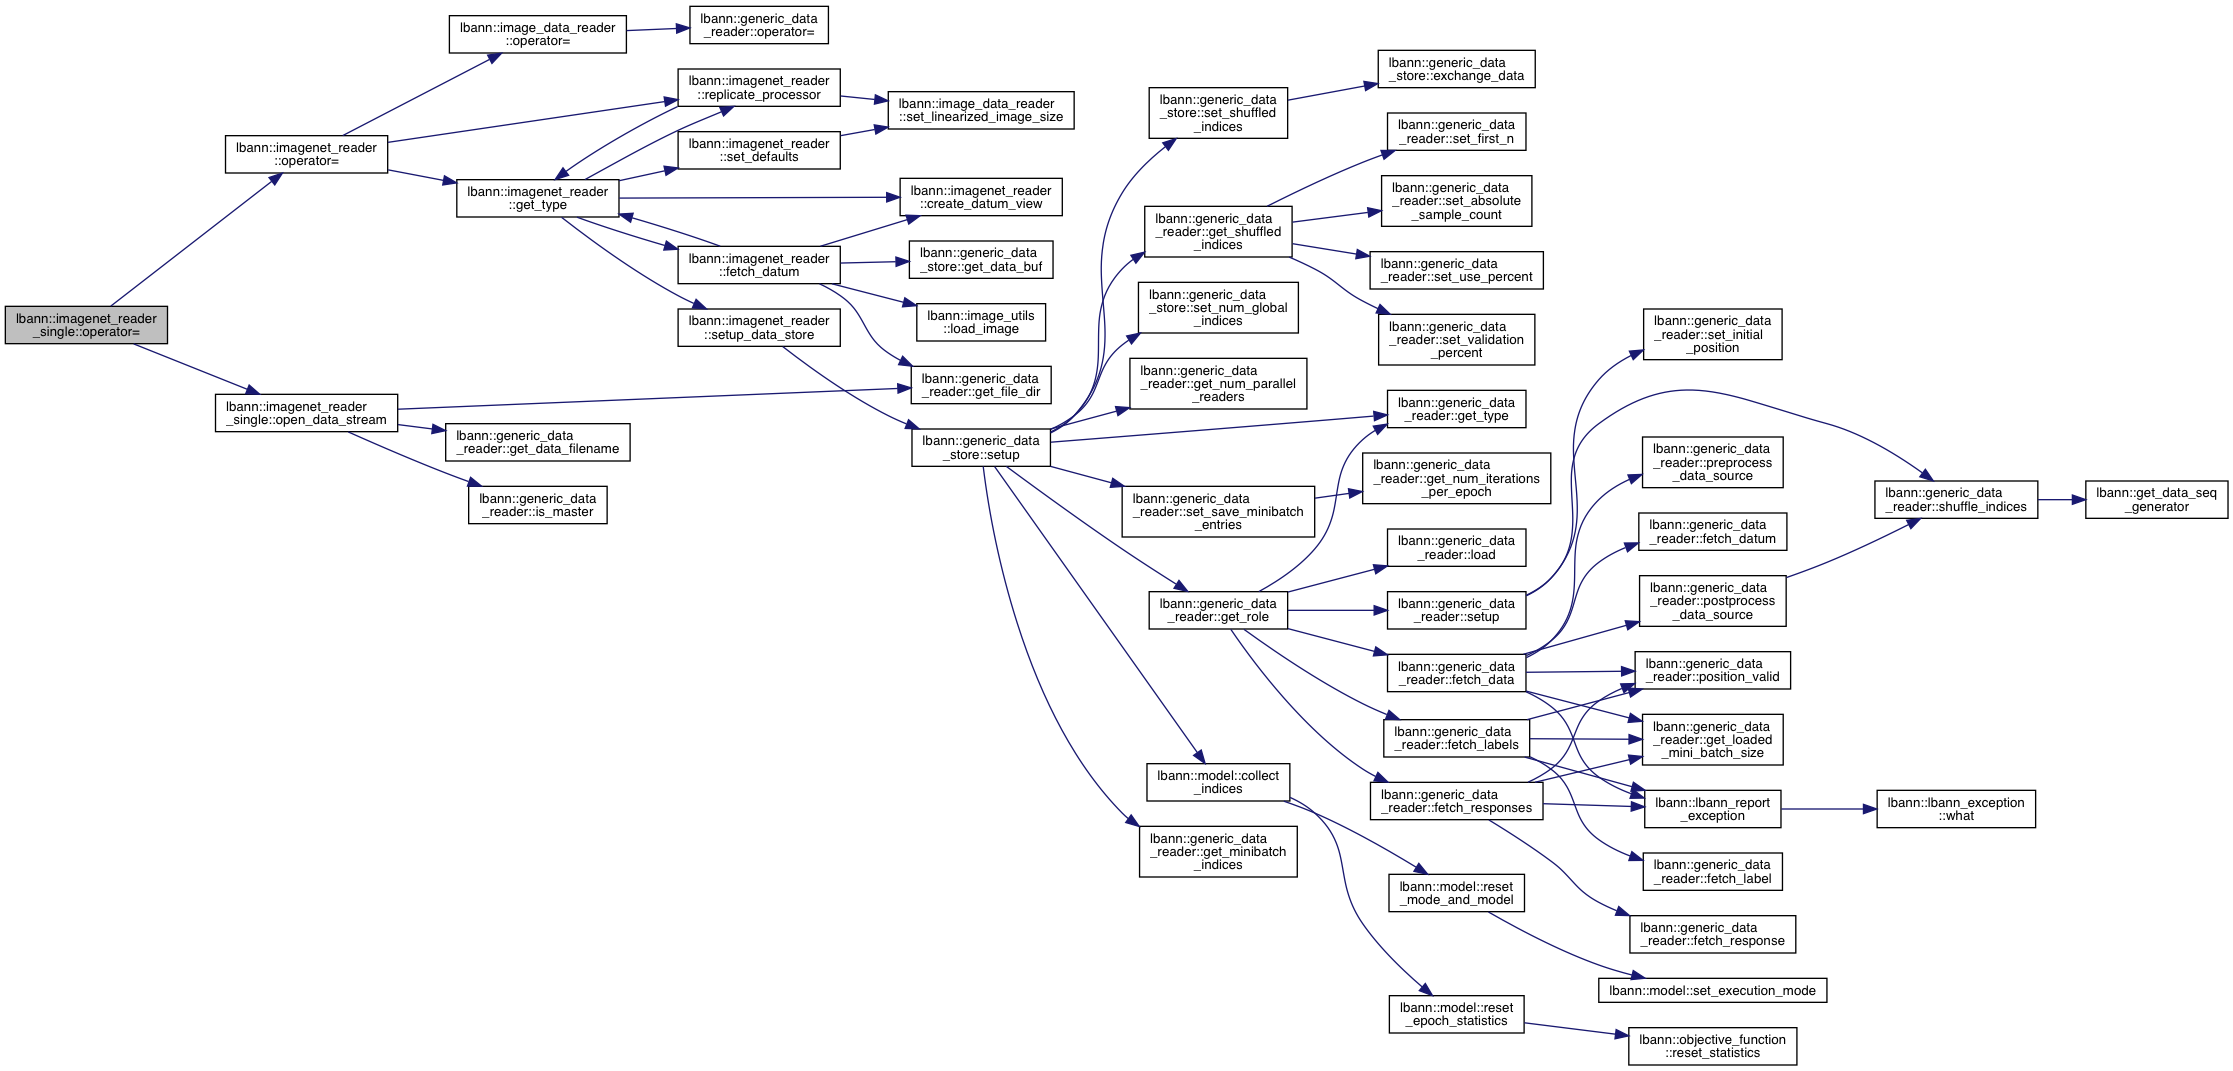 lbann::imagenet_reader
_single::operator=
lbann::imagenet_reader
::operator=
lbann::imagenet_reader
_single::open_data_stream
lbann::image_data_reader
::operator=
lbann::imagenet_reader
::get_type
lbann::generic_data
_reader::get_data_filename
lbann::generic_data
_reader::is_master
lbann::generic_data
_reader::operator=
lbann::imagenet_reader
::replicate_processor
lbann::imagenet_reader
::set_defaults
lbann::imagenet_reader
::fetch_datum
lbann::imagenet_reader
::setup_data_store
lbann::image_data_reader
::set_linearized_image_size
lbann::imagenet_reader
::create_datum_view
lbann::generic_data
_store::get_data_buf
lbann::image_utils
::load_image
lbann::generic_data
_reader::get_file_dir
lbann::generic_data
_store::setup
lbann::generic_data
_store::set_shuffled
_indices
lbann::generic_data
_reader::get_shuffled
_indices
lbann::generic_data
_store::set_num_global
_indices
lbann::generic_data
_reader::get_num_parallel
_readers
lbann::generic_data
_reader::set_save_minibatch
_entries
lbann::generic_data
_reader::get_role
lbann::model::collect
_indices
lbann::generic_data
_reader::get_minibatch
_indices
lbann::generic_data
_store::exchange_data
lbann::generic_data
_reader::set_first_n
lbann::generic_data
_reader::set_absolute
_sample_count
lbann::generic_data
_reader::set_use_percent
lbann::generic_data
_reader::set_validation
_percent
lbann::generic_data
_reader::get_type
lbann::generic_data
_reader::get_num_iterations
_per_epoch
lbann::generic_data
_reader::load
lbann::generic_data
_reader::setup
lbann::generic_data
_reader::fetch_data
lbann::generic_data
_reader::fetch_labels
lbann::generic_data
_reader::fetch_responses
lbann::model::reset
_mode_and_model
lbann::model::reset
_epoch_statistics
lbann::generic_data
_reader::set_initial
_position
lbann::generic_data
_reader::preprocess
_data_source
lbann::generic_data
_reader::fetch_datum
lbann::generic_data
_reader::postprocess
_data_source
lbann::generic_data
_reader::position_valid
lbann::generic_data
_reader::get_loaded
_mini_batch_size
lbann::lbann_report
_exception
lbann::generic_data
_reader::fetch_label
lbann::generic_data
_reader::fetch_response
lbann::model::set_execution_mode
lbann::objective_function
::reset_statistics
lbann::generic_data
_reader::shuffle_indices
lbann::lbann_exception
::what
lbann::get_data_seq
_generator